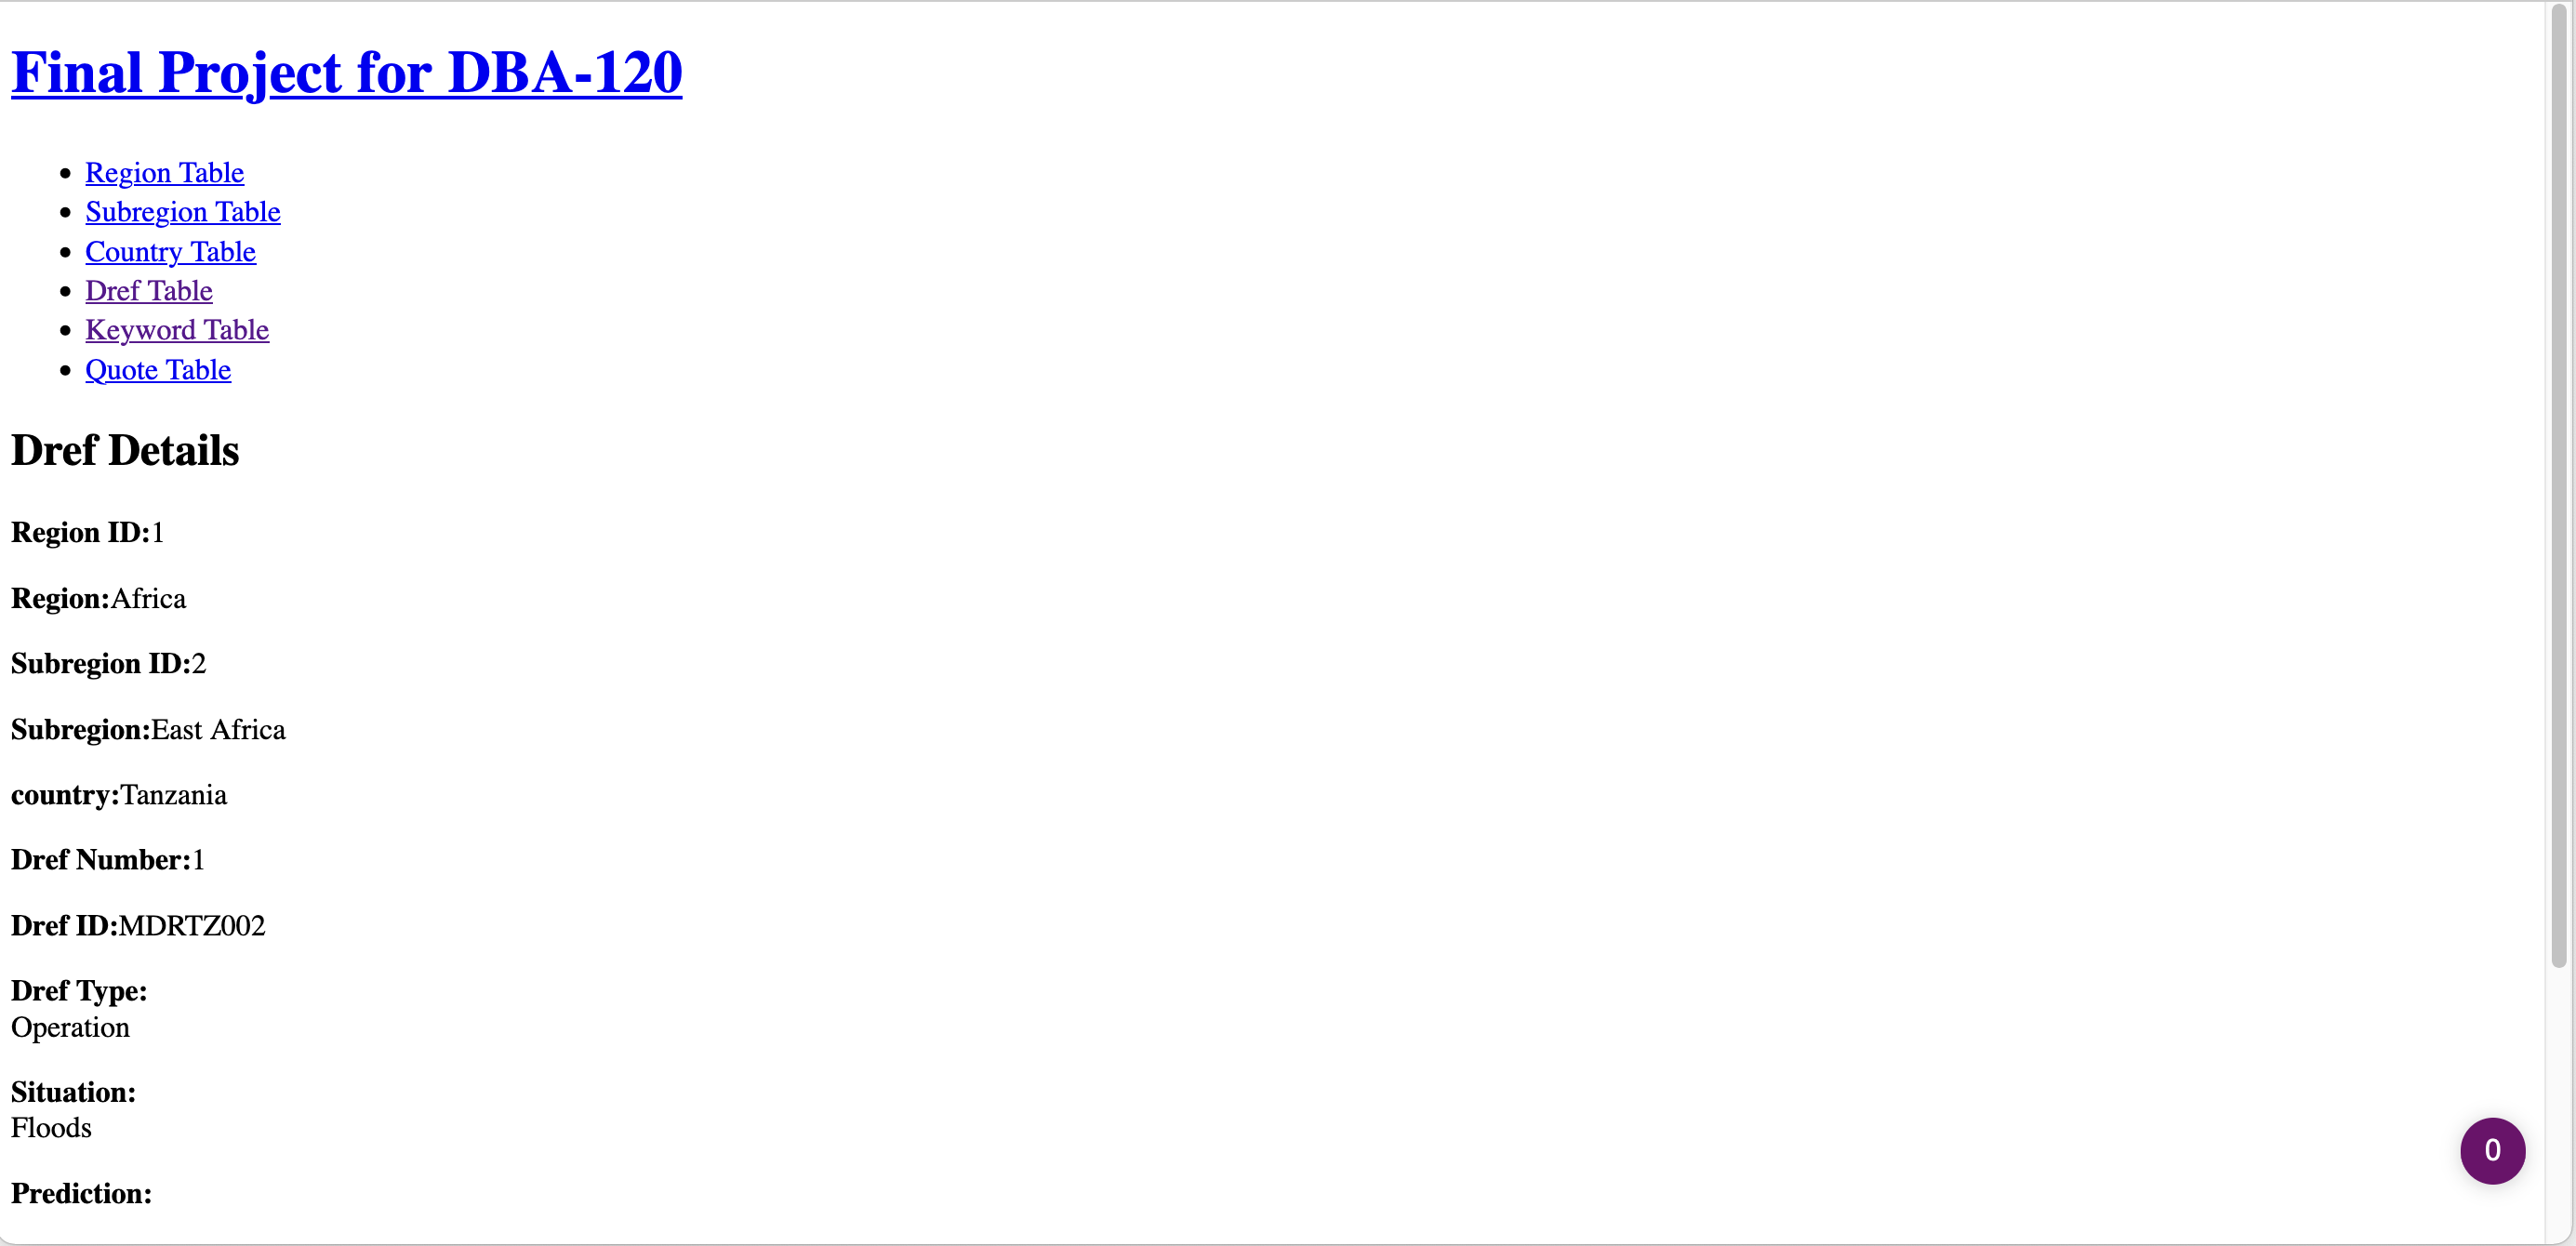 Final Project for DBA-120
Region Table
Subregion Table
Country Table
Dref Table
Keyword Table
Quote Table
Dref Details
Region ID:1
Region:Africa
Subregion ID:2
Subregion:East Africa
country:Tanzania
Dref Number:1
Dref ID:MDRTZ002
Dref Type:
Operation
Situation:
Floods
0
Prediction: